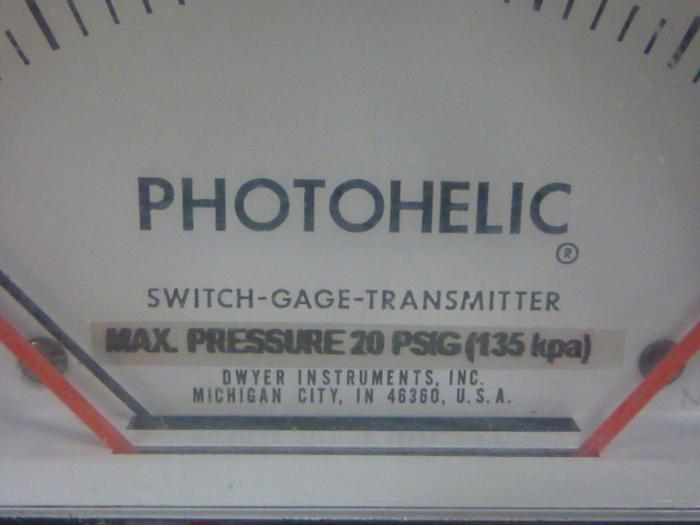 PHOTOHELIC
®
SWITCH-GAGE-TRANSMITTER
MAX. PRESSURE 20 PSIG (135 kpa)
DWYER INSTRUMENTS, INC.
MICHIGAN CITY, IN 46360, U.S.A.